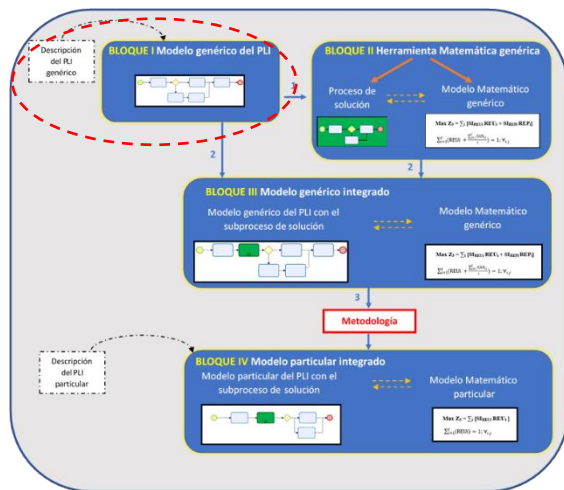 Descripción
del PLI
genérico
BLOQUE I Modelo genérico del PLI
BLOQUE II Herramienta Matemática genérica
Proceso de
solución
Modelo Matemático
genérico
2
2
BLOQUE III Modelo genérico integrado
Modelo genérico del PLI con el
subproceso de solución
Modelo Matemático
genérico
3
Metodología
Descripción
del PLI
particular
BLOQUE IV Modelo particular integrado
Modelo particular del PLI con el
subproceso de solución
Modelo Matemático
particular